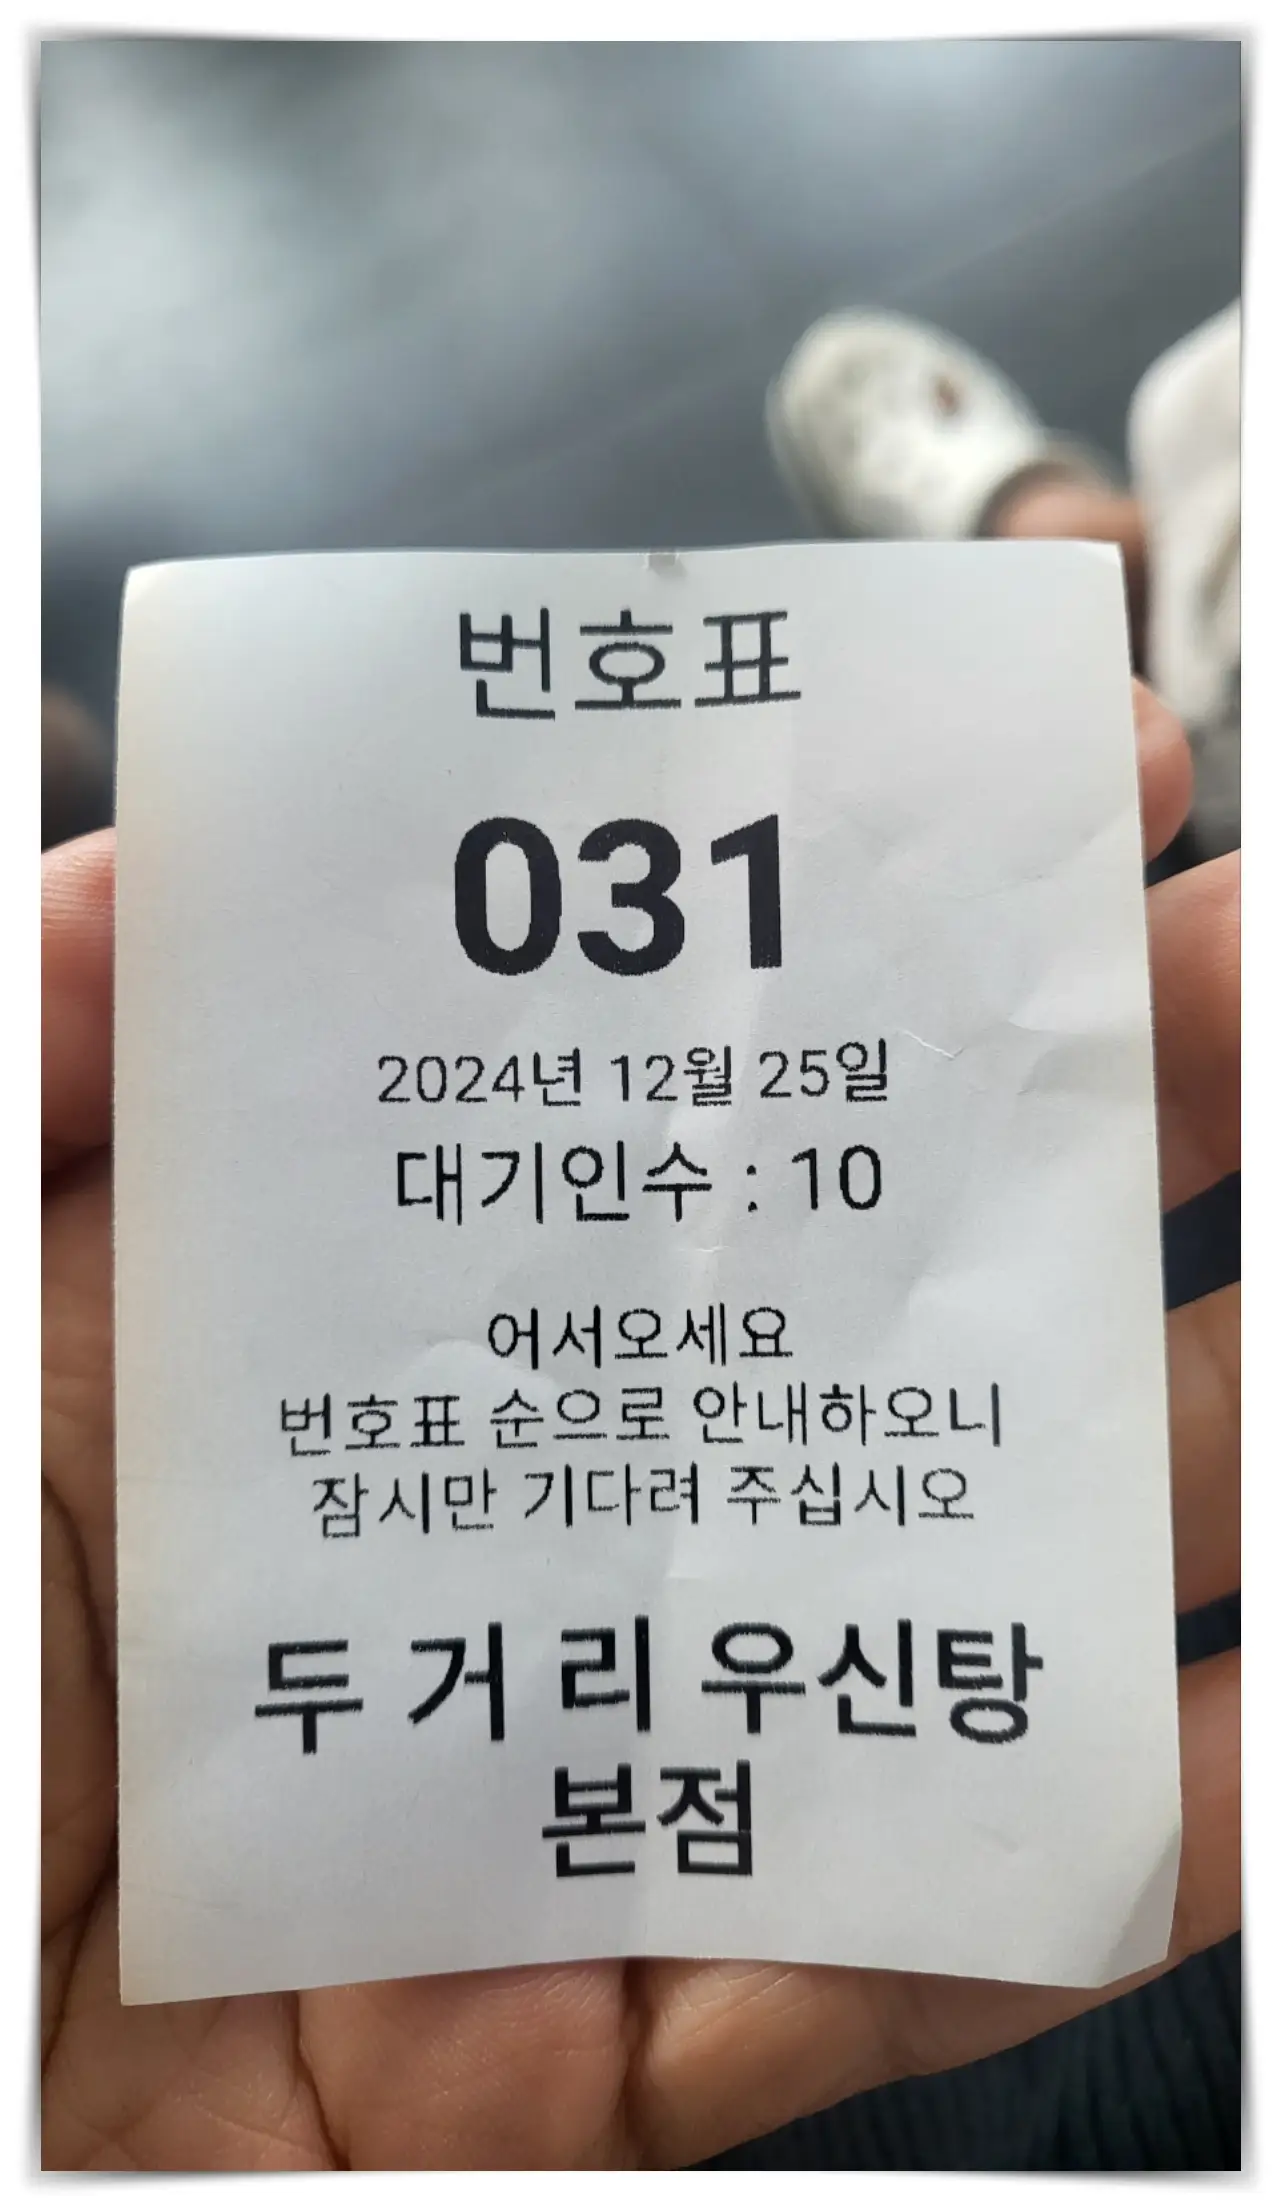 번호표
031
2024년 12월 25일
대기인수 : 10
어서오세요
번호표 순으로 안내하오니
잠시만 기다려 주십시오
두 거 리 우신탕
본점